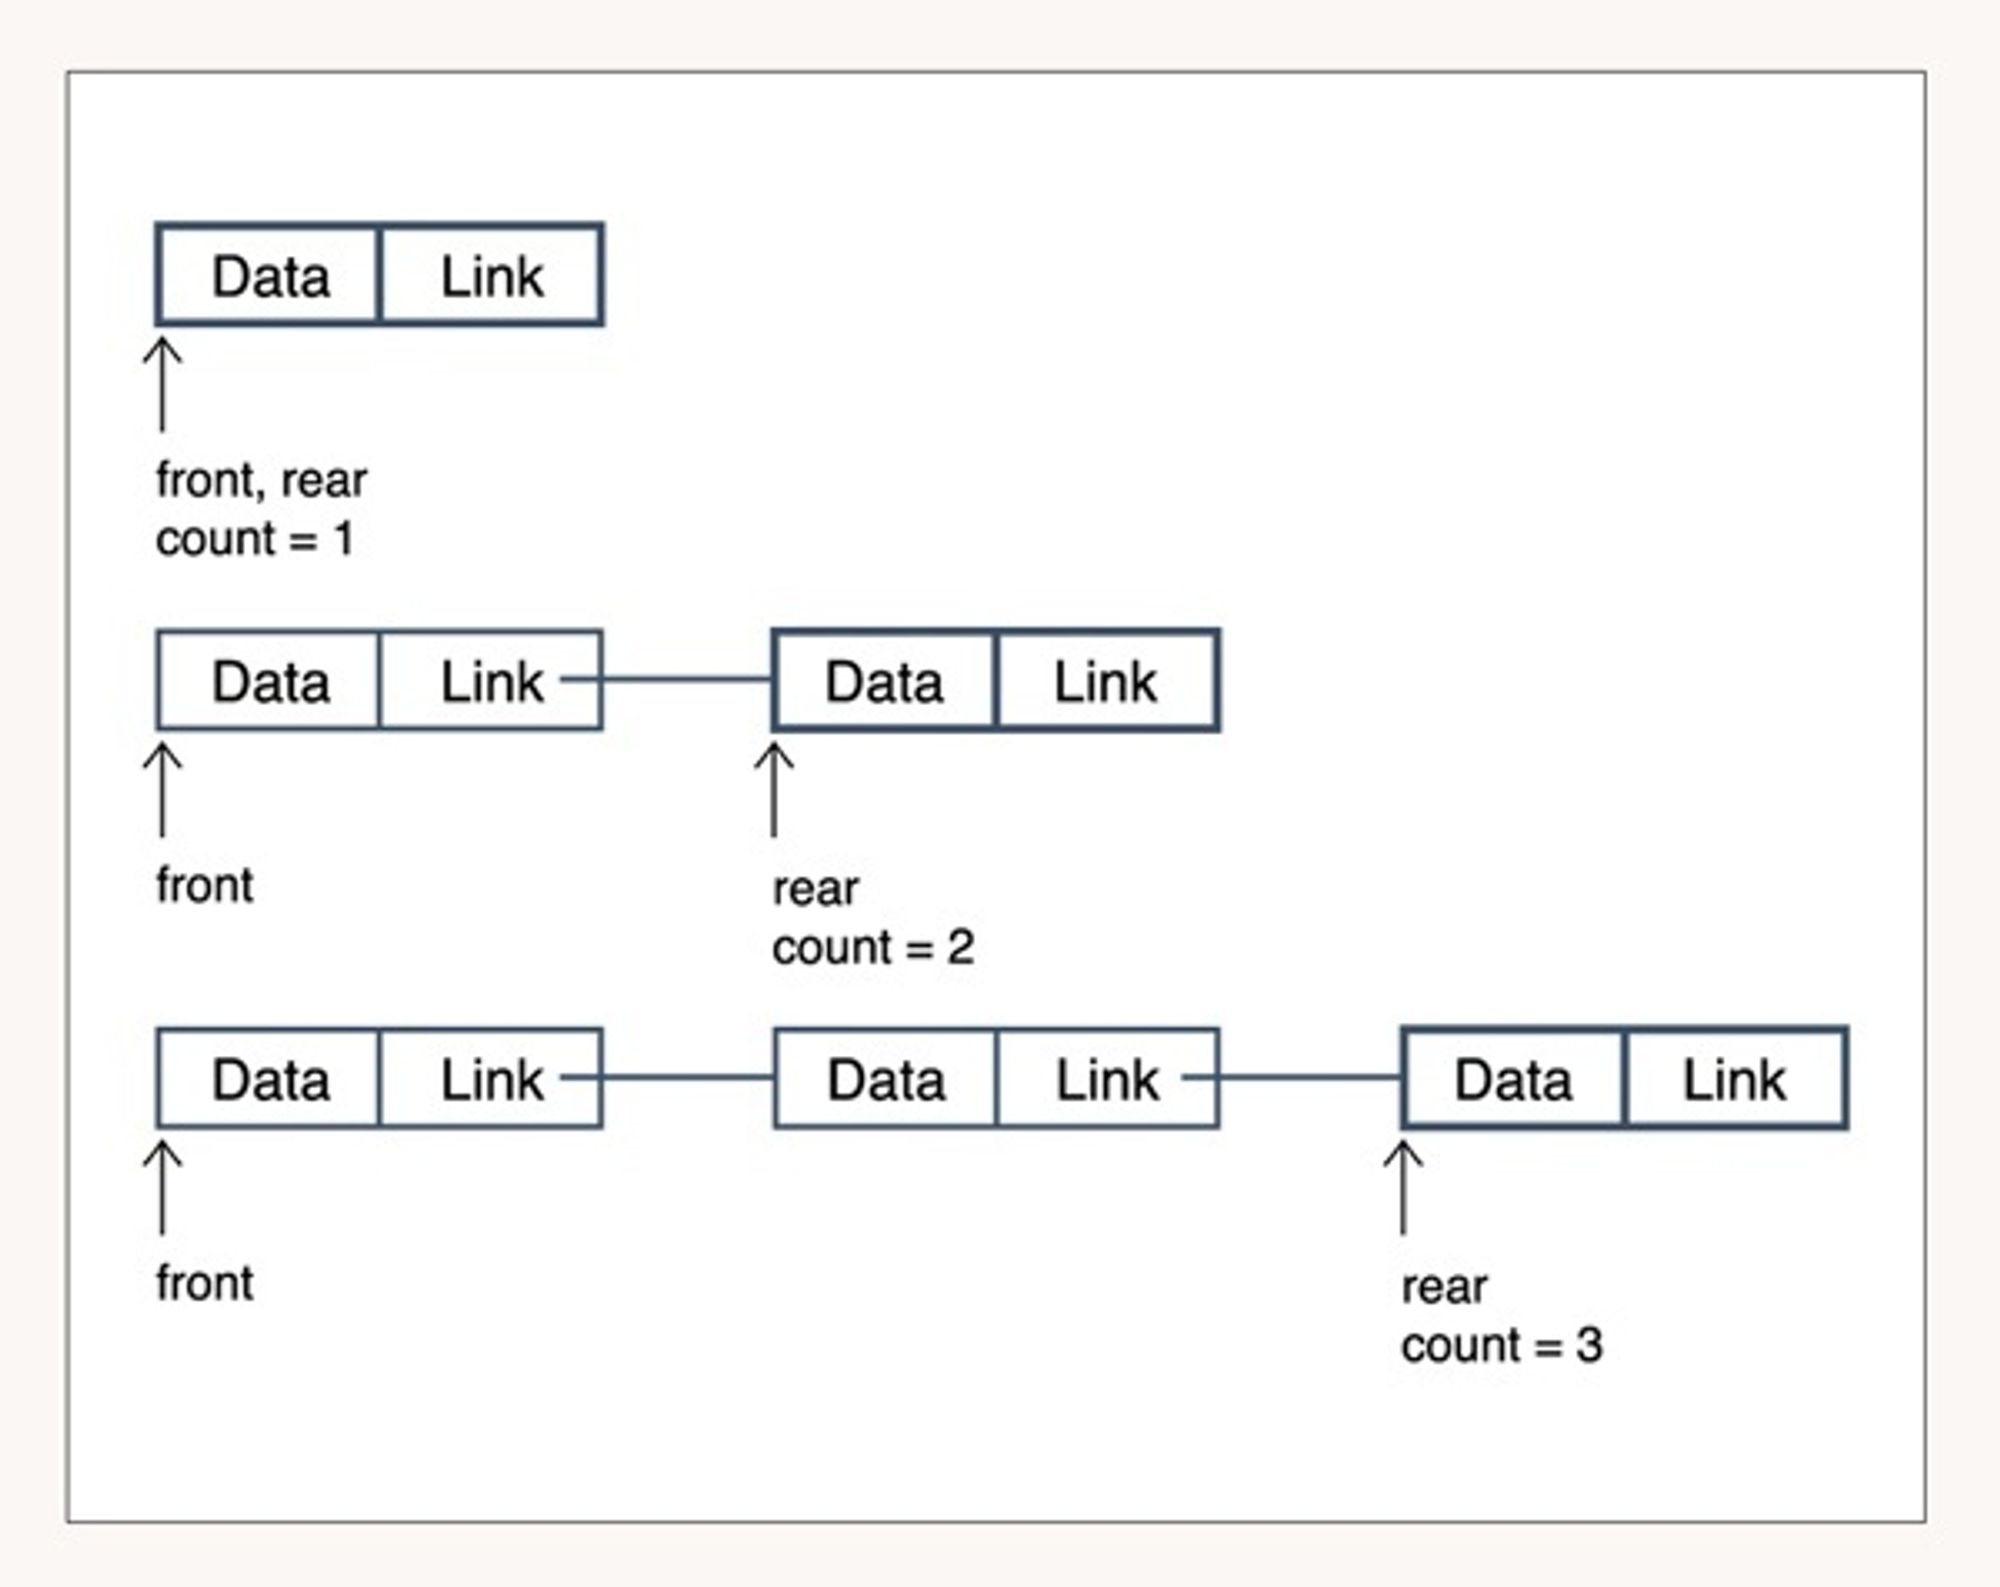 Data Link
front, rear
count = 1
Data Link Data Link
front rear
count = 2
Data Link Data Link Data Link
front rear
count = 3